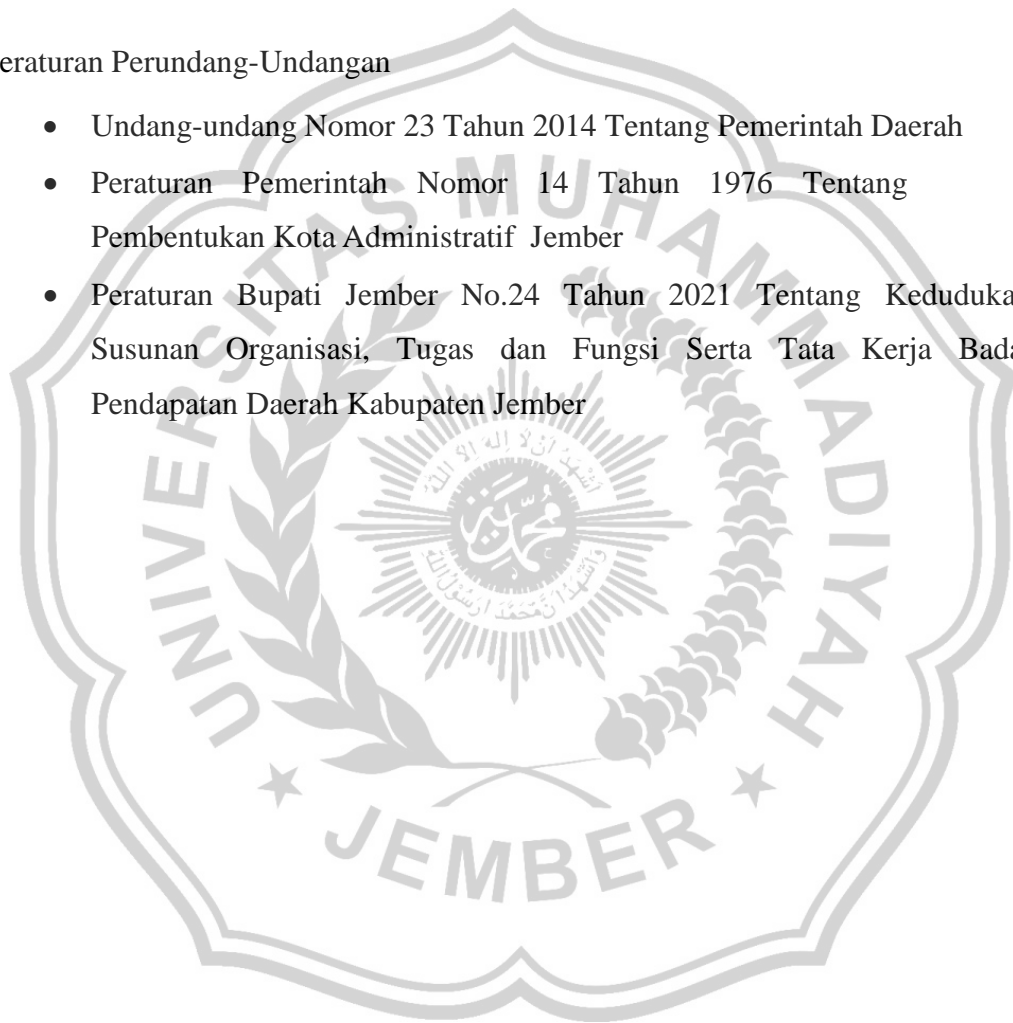 eraturan Perundang-Undangan
• Undang-undang Nomor 23 Tahun 2014 Tentang Pemerintah Daerah
• Peraturan Pemerintah Nomor 14 Tahun 1976 Tentang
Pembentukan Kota Administratif Jember
• Peraturan Bupati Jember No.24 Tahun 2021 Tentang Keduduka
Susunan Organisasi, Tugas dan Fungsi Serta Tata Kerja Bada
Pendapatan Daerah Kabupaten Jember
UNIVERSITAS MUHAMMADIYAH
JEMBER